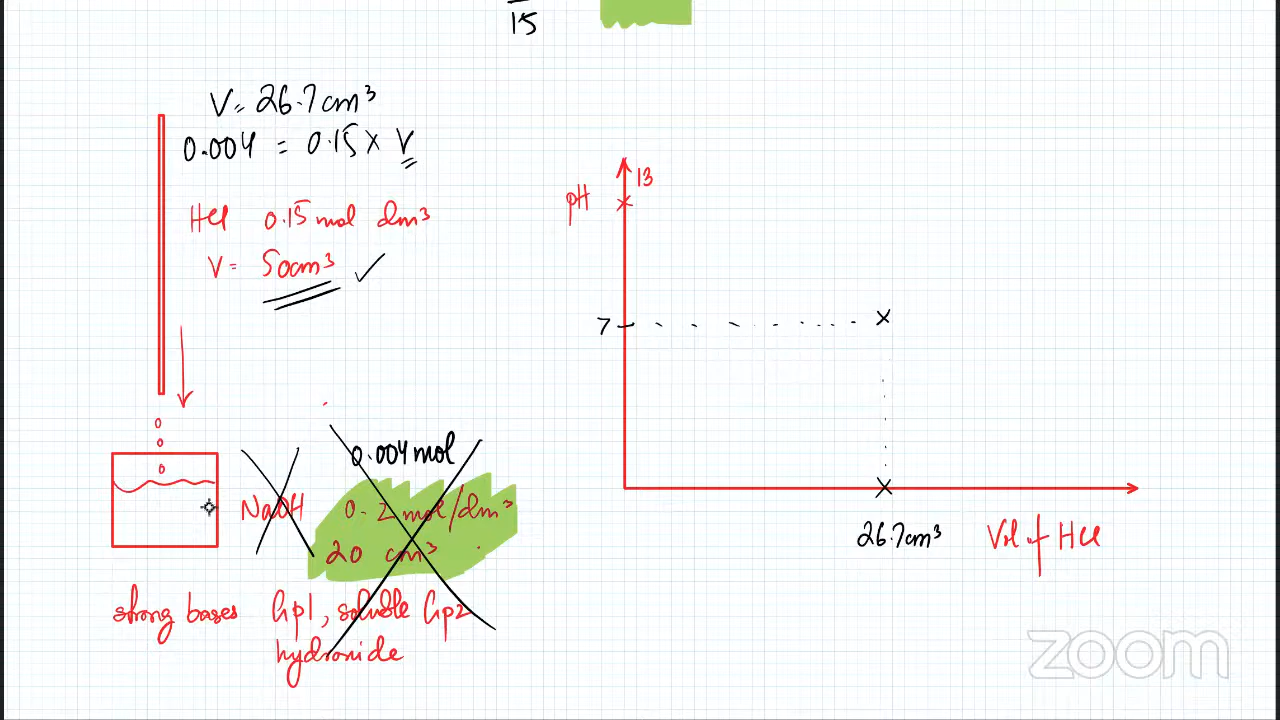 15
V = 26.7cm³
0.004 = 0.15 × V
HCl 0.15 mol dm³
V = 50cm³ ✓
pH
13
7
0.004 mol
NaOH 0.2 mol/dm³
20 cm³
26.7cm³ Vol of HCl
strong bases Gp1, soluble Gp2
hydroxide
zoom